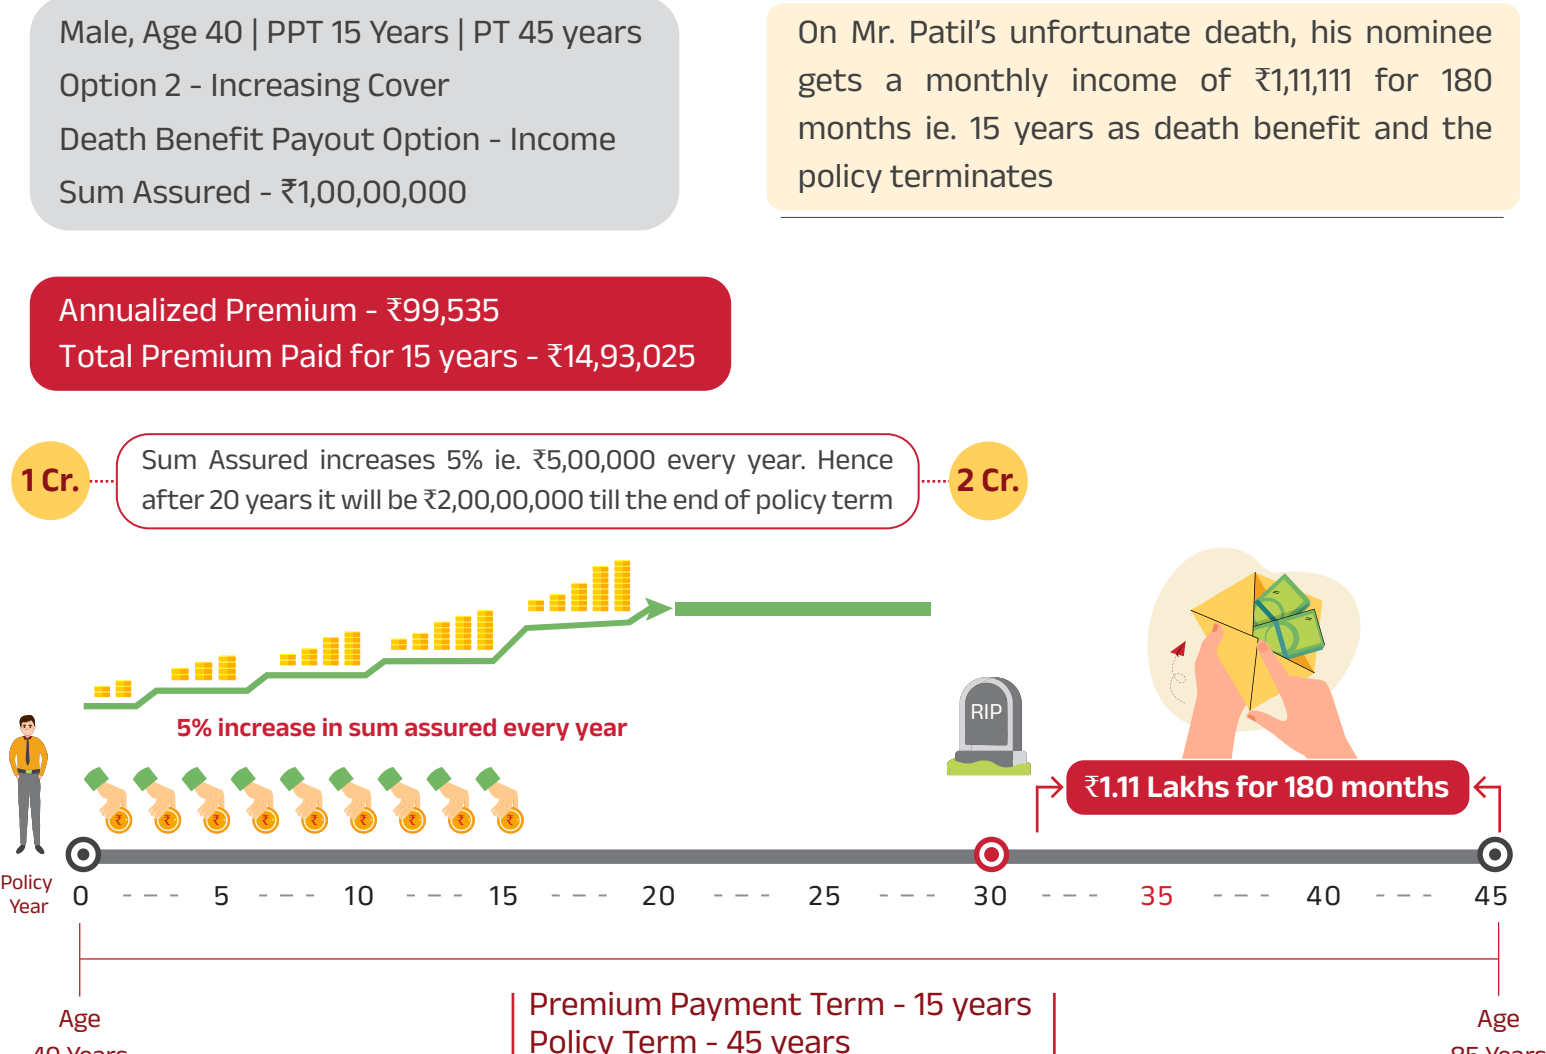 Male, Age 40 | PPT 15 Years | PT 45 years
Option 2 - Increasing Cover
Death Benefit Payout Option - Income
Sum Assured - ₹1,00,00,000
On Mr. Patil's unfortunate death, his nominee
gets a monthly income of ₹1,11,111 for 180
months ie. 15 years as death benefit and the
policy terminates
Annualized Premium - ₹99,535
Total Premium Paid for 15 years - ₹14,93,025
1 Cr.
Sum Assured increases 5% ie. ₹5,00,000 every year. Hence
after 20 years it will be ₹2,00,00,000 till the end of policy term
2 Cr.
5% increase in sum assured every year
RIP
₹1.11 Lakhs for 180 months
₹ ₹ ₹ ₹ ₹ ₹ ₹ ₹ ₹
Policy
Year
0 --- 5 --- 10 --- 15 --- 20 --- 25 --- 30 --- 35 --- 40 --- 45
Premium Payment Term - 15 years
Policy Term - 45 years
Age
40 Years
Age
85 Years